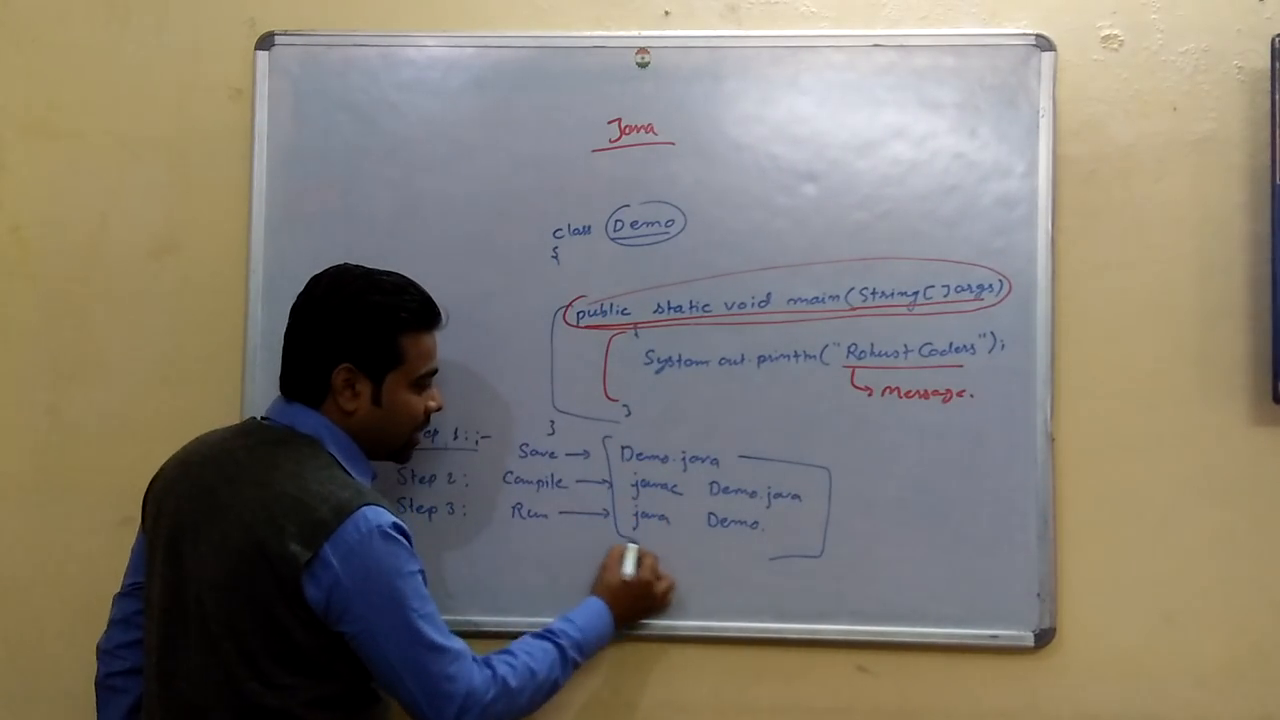 Java
class Demo
{
public static void main(String[]args)
{
System.out.println("Robust Coders");
Message.
}
}
ep 1:-
Save → Demo.java
Step 2: Compile → javac Demo.java
Step 3: Run → java Demo.